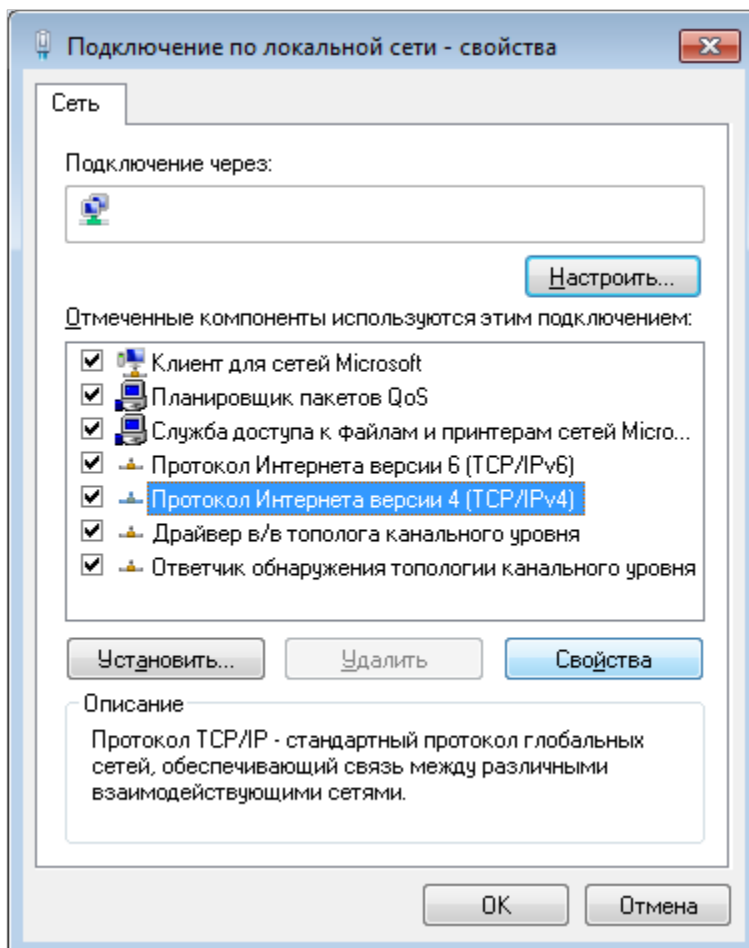 Подключение по локальной сети - свойства
Сеть
Подключение через:
Настроить...
Отмеченные компоненты используются этим подключением:
Клиент для сетей Microsoft
Планировщик пакетов QoS
Служба доступа к файлам и принтерам сетей Micro...
Протокол Интернета версии 6 (TCP/IPv6)
Протокол Интернета версии 4 (TCP/IPv4)
Драйвер в/в тополога канального уровня
Ответчик обнаружения топологии канального уровня
Установить...
Удалить
Свойства
Описание
Протокол TCP/IP - стандартный протокол глобальных
сетей, обеспечивающий связь между различными
взаимодействующими сетями.
OK
Отмена